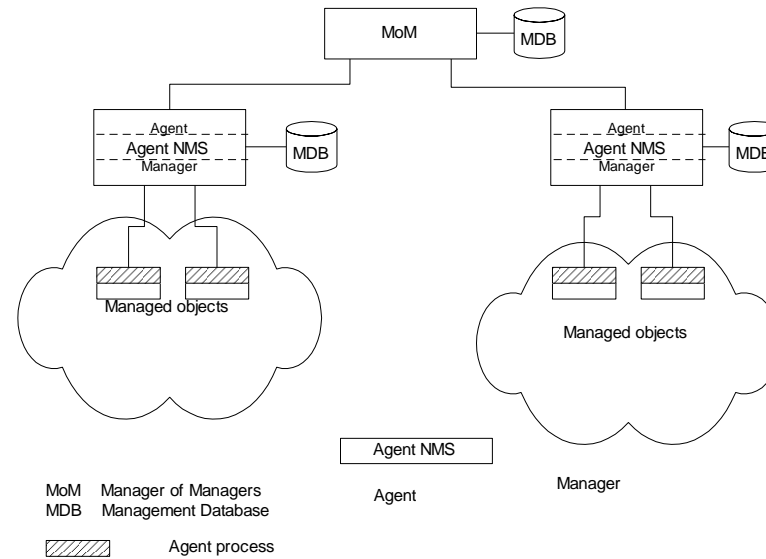 MoM
MDB
Agent
Agent NMS
Manager
MDB
Agent
Agent NMS
Manager
MDB
Managed objects
Managed objects
Agent NMS
Agent
Manager
MoM Manager of Managers
MDB Management Database
Agent process